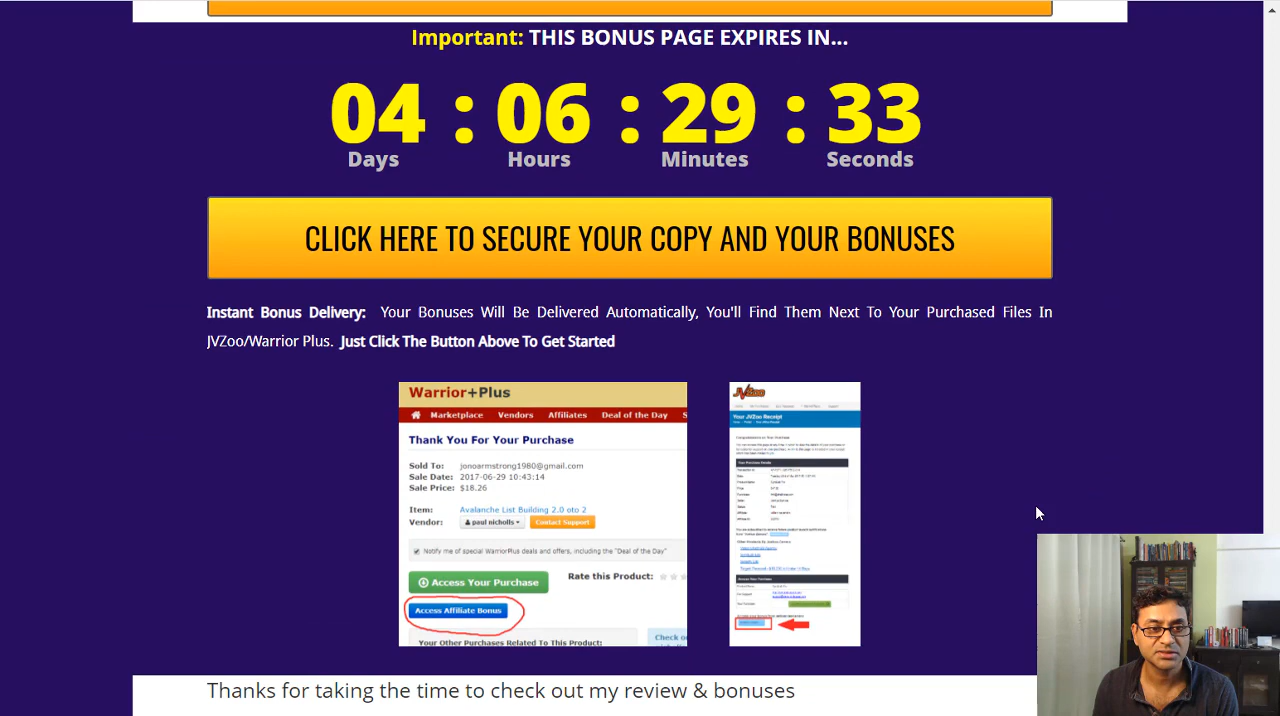 Important: THIS BONUS PAGE EXPIRES IN...
04 : 06 : 29 : 33
Days Hours Minutes Seconds
CLICK HERE TO SECURE YOUR COPY AND YOUR BONUSES
Instant Bonus Delivery: Your Bonuses Will Be Delivered Automatically, You'll Find Them Next To Your Purchased Files In
JVZoo/Warrior Plus. Just Click The Button Above To Get Started
Warrior+Plus
Marketplace Vendors Affiliates Deal of the Day S
Thank You For Your Purchase
Sold To: jonoarmstrong1980@gmail.com
Sale Date: 2017-06-29 10:43:14
Sale Price: $18.26
Item: Avalanche List Building 2.0 oto 2
Vendor: paul nicholls Contact Support
Notify me of special WarriorPlus deals and offers, including the "Deal of the Day"
Access Your Purchase Rate this Product:
Access Affiliate Bonus
Your Other Purchases Related To This Product:
Check ou
JVZoo
Your JVZoo Receipt
Thanks for taking the time to check out my review & bonuses